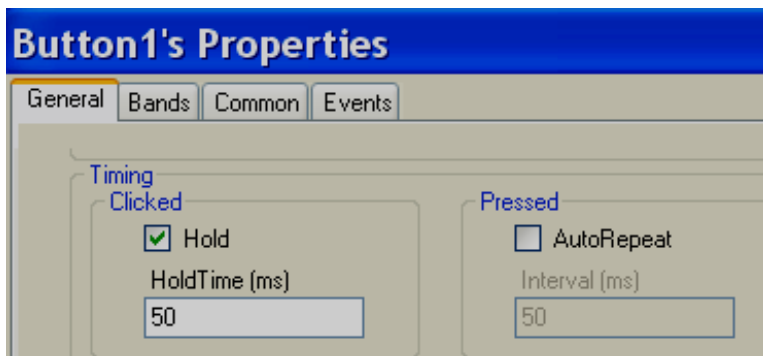 Button1's Properties
General Bands Common Events
Timing
Clicked Pressed
Hold AutoRepeat
HoldTime (ms) Interval (ms)
50 50